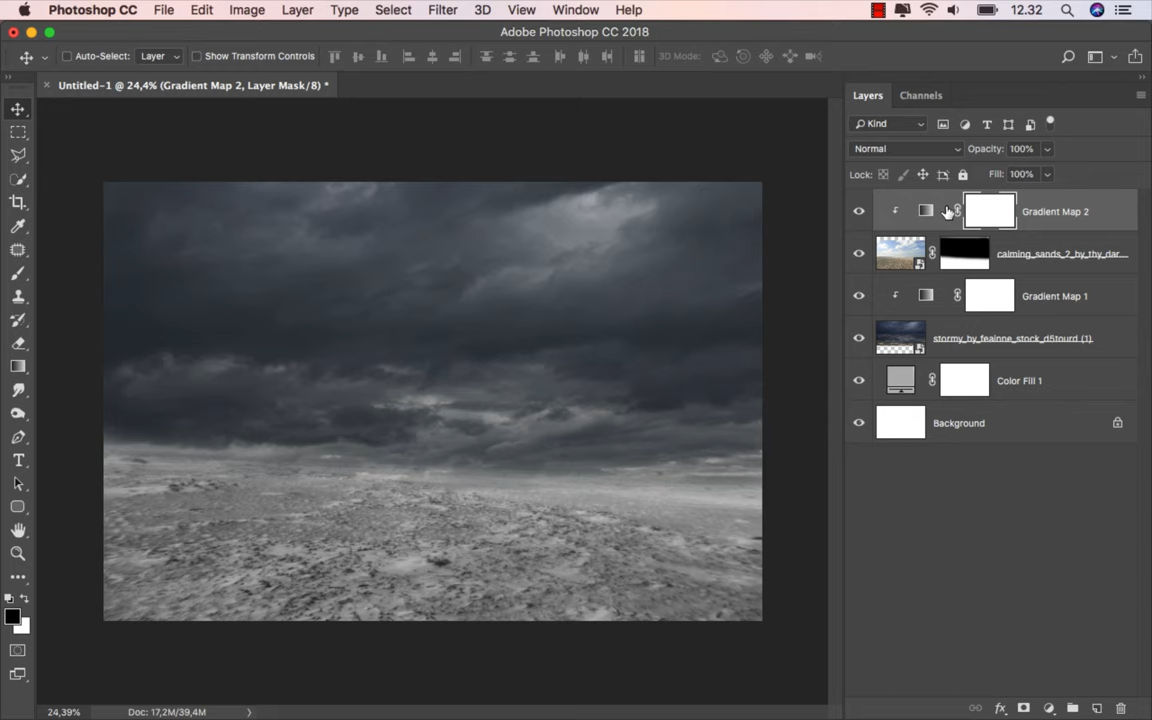 Photoshop CC File Edit Image Layer Type Select Filter 3D View Window Help 12.32
Adobe Photoshop CC 2018
Auto-Select: Layer Show Transform Controls 3D Mode:
Untitled-1 @ 24,4% (Gradient Map 2, Layer Mask/8) *
Layers Channels
Kind
Normal Opacity: 100%
Lock: Fill: 100%
Gradient Map 2
calming_sands_2_by_thy_dar...
Gradient Map 1
stormy_by_feainne_stock_d5tourd (1)
Color Fill 1
Background
24,39% Doc: 17,2M/39,4M